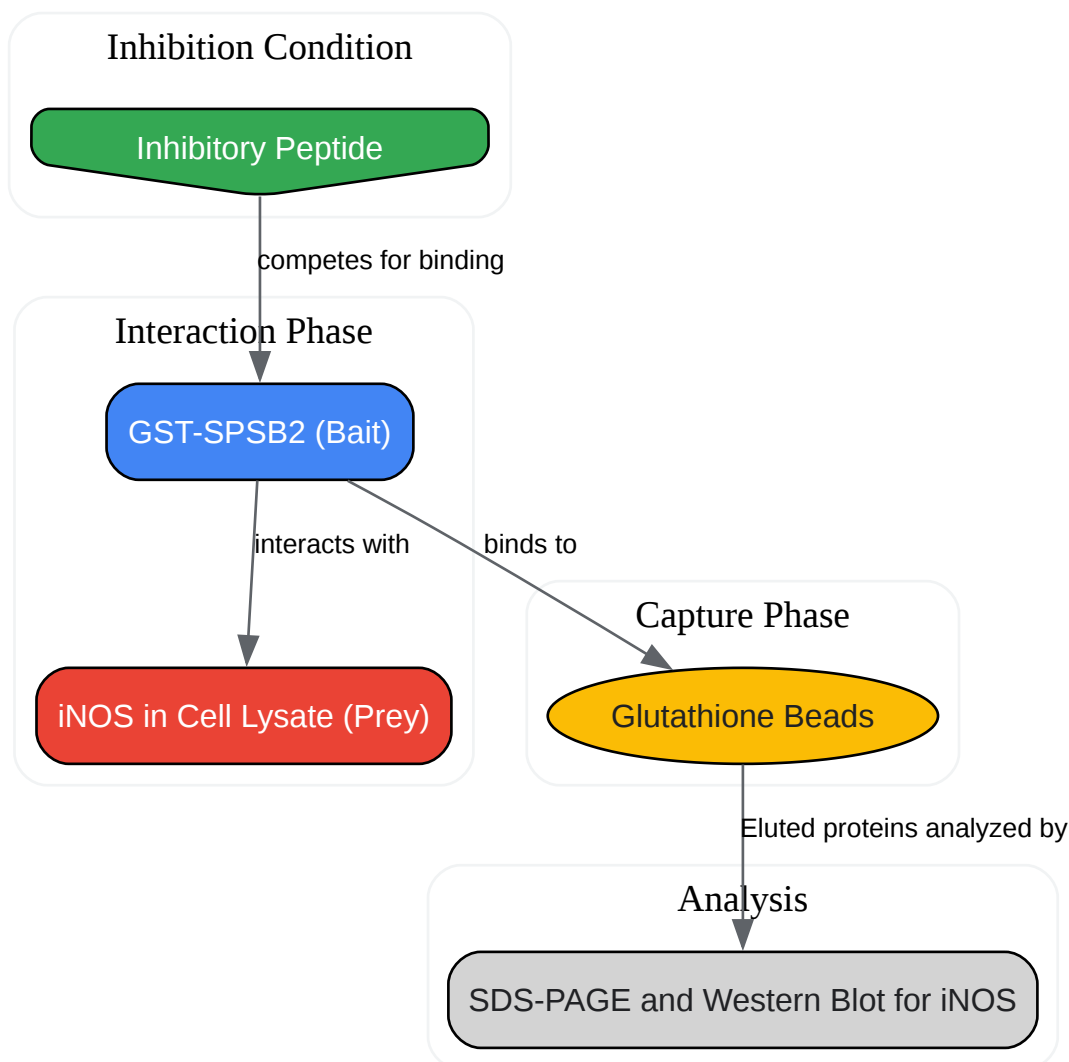 Inhibition Condition
Inhibitory Peptide
competes for binding
Interaction Phase
GST-SPSB2 (Bait)
interacts with
binds to
Capture Phase
iNOS in Cell Lysate (Prey)
Glutathione Beads
Eluted proteins analyzed by
Analysis
SDS-PAGE and Western Blot for iNOS